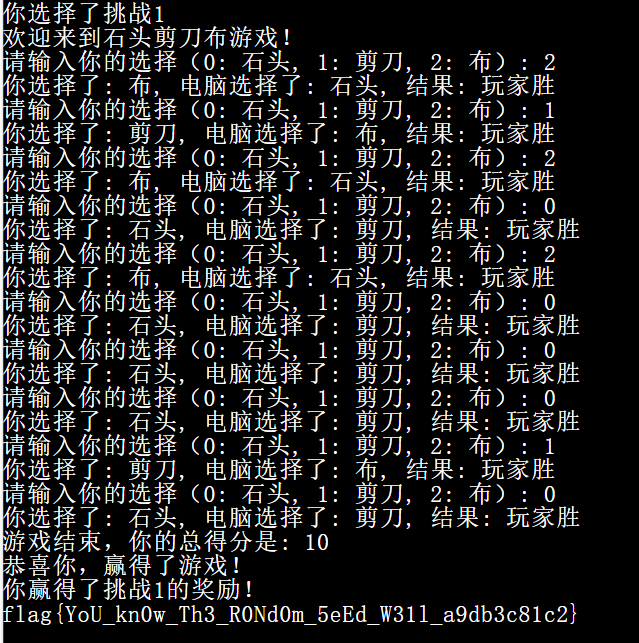 你选择了挑战1
欢迎来到石头剪刀布游戏!
请输入你的选择（0: 石头, 1: 剪刀, 2: 布）: 2
你选择了: 布, 电脑选择了: 石头, 结果: 玩家胜
请输入你的选择（0: 石头, 1: 剪刀, 2: 布）: 1
你选择了: 剪刀, 电脑选择了: 布, 结果: 玩家胜
请输入你的选择（0: 石头, 1: 剪刀, 2: 布）: 2
你选择了: 布, 电脑选择了: 石头, 结果: 玩家胜
请输入你的选择（0: 石头, 1: 剪刀, 2: 布）: 0
你选择了: 石头, 电脑选择了: 剪刀, 结果: 玩家胜
请输入你的选择（0: 石头, 1: 剪刀, 2: 布）: 2
你选择了: 布, 电脑选择了: 石头, 结果: 玩家胜
请输入你的选择（0: 石头, 1: 剪刀, 2: 布）: 0
你选择了: 石头, 电脑选择了: 剪刀, 结果: 玩家胜
请输入你的选择（0: 石头, 1: 剪刀, 2: 布）: 0
你选择了: 石头, 电脑选择了: 剪刀, 结果: 玩家胜
请输入你的选择（0: 石头, 1: 剪刀, 2: 布）: 0
你选择了: 石头, 电脑选择了: 剪刀, 结果: 玩家胜
请输入你的选择（0: 石头, 1: 剪刀, 2: 布）: 1
你选择了: 剪刀, 电脑选择了: 布, 结果: 玩家胜
请输入你的选择（0: 石头, 1: 剪刀, 2: 布）: 0
你选择了: 石头, 电脑选择了: 剪刀, 结果: 玩家胜
游戏结束，你的总得分是: 10
恭喜你，赢得了游戏!
你赢得了挑战1的奖励!
flag{YoU_kn0w_Th3_R0Nd0m_5eEd_W31l_a9db3c81c2}